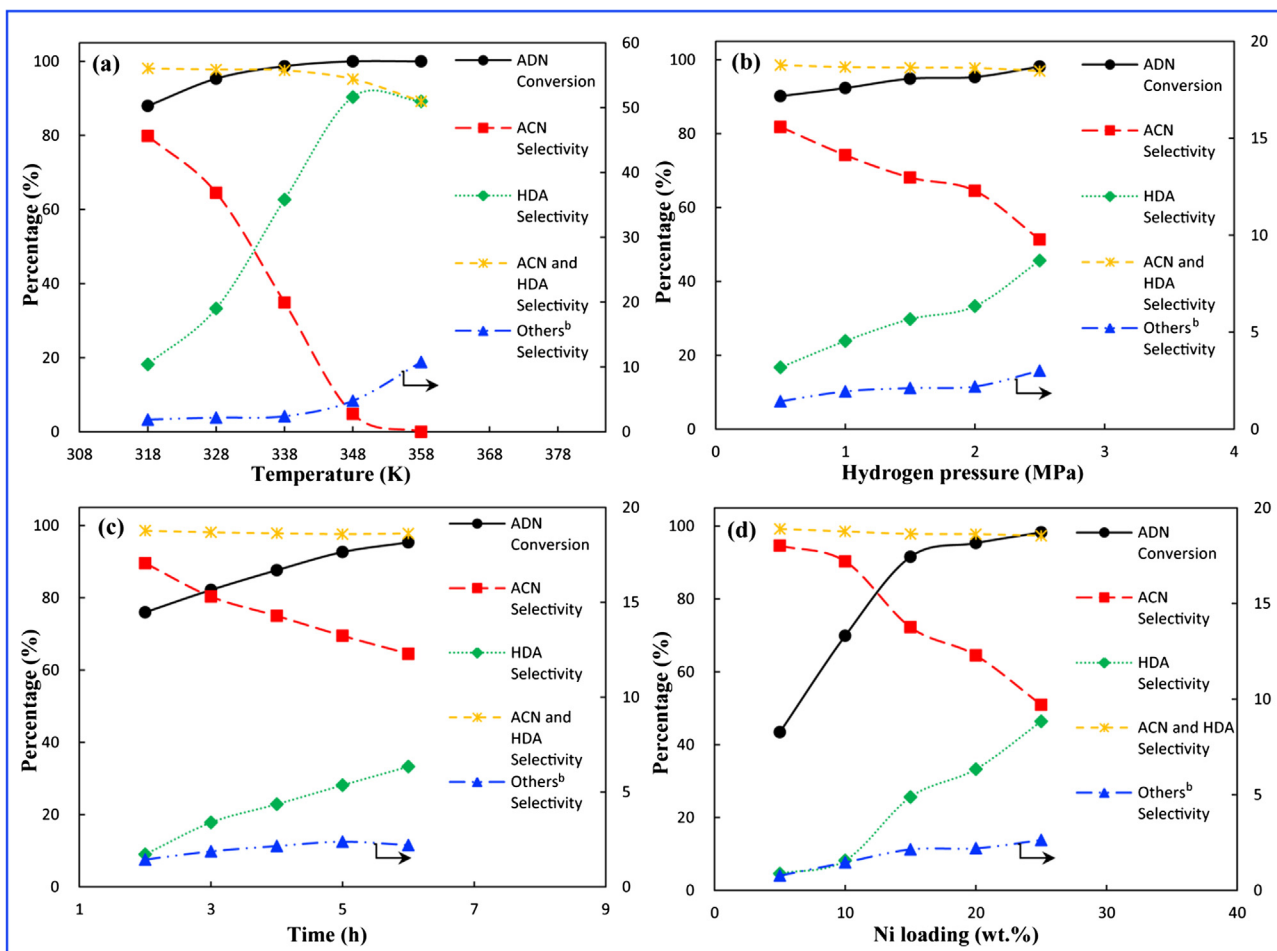 (a)
Percentage (%)
100
80
60
40
20
0
60
50
40
30
20
10
0
308 318 328 338 348 358 368 378
Temperature (K)
ADN
Conversion
ACN
Selectivity
HDA
Selectivity
ACN and
HDA
Selectivity
Othersᵇ
Selectivity
(b)
Percentage (%)
100
80
60
40
20
0
20
15
10
5
0
0 1 2 3 4
Hydrogen pressure (MPa)
ADN
Conversion
ACN
Selectivity
HDA
Selectivity
ACN and
HDA
Selectivity
Othersᵇ
Selectivity
(c)
Percentage (%)
100
80
60
40
20
0
20
15
10
5
0
1 3 5 7 9
Time (h)
ADN
Conversion
ACN
Selectivity
HDA
Selectivity
ACN and
HDA
Selectivity
Othersᵇ
Selectivity
(d)
Percentage (%)
100
80
60
40
20
0
20
15
10
5
0
0 10 20 30 40
Ni loading (wt.%)
ADN
Conversion
ACN
Selectivity
HDA
Selectivity
ACN and HDA
Selectivity
Othersᵇ
Selectivity